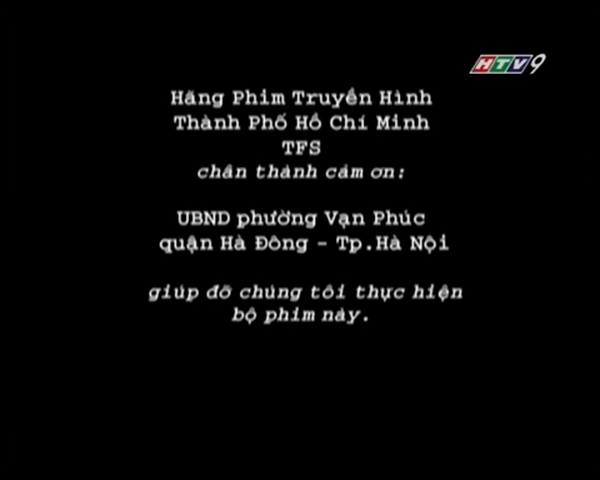 HTV9
Hãng Phim Truyền Hình
Thành Phố Hồ Chí Minh
TFS
chân thành cảm ơn:
UBND phường Vạn Phúc
quận Hà Đông - Tp.Hà Nội
giúp đỡ chúng tôi thực hiện
bộ phim này.